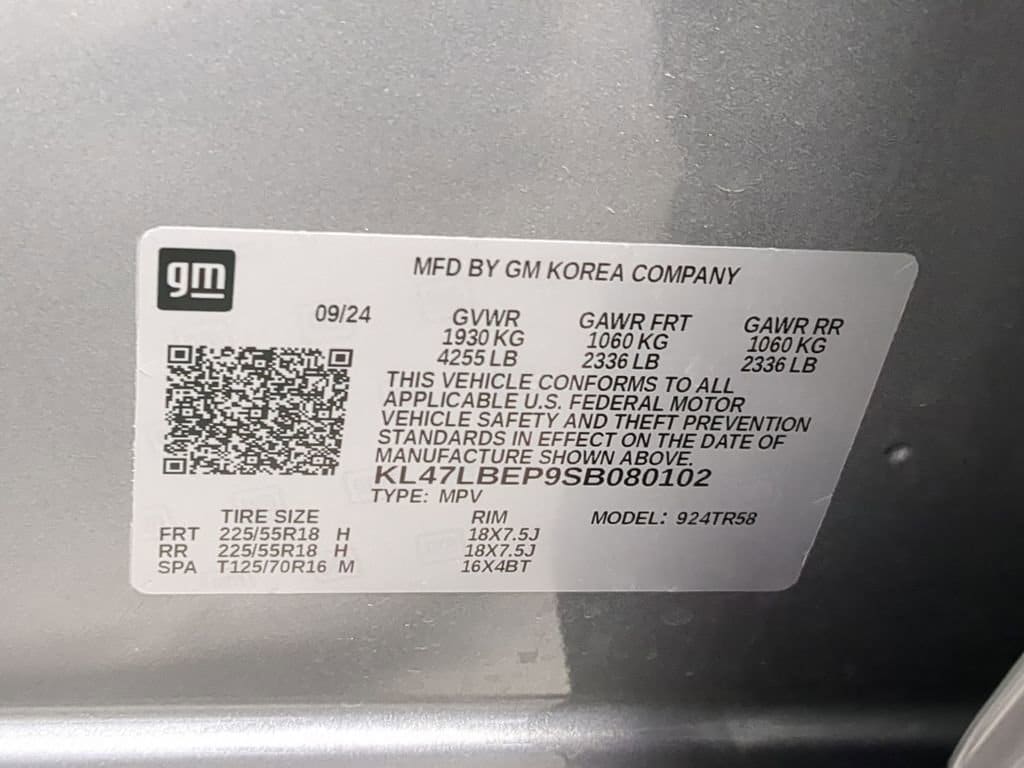 gm
MFD BY GM KOREA COMPANY
09/24 GVWR GAWR FRT GAWR RR
1930 KG 1060 KG 1060 KG
4255 LB 2336 LB 2336 LB
THIS VEHICLE CONFORMS TO ALL
APPLICABLE U.S. FEDERAL MOTOR
VEHICLE SAFETY AND THEFT PREVENTION
STANDARDS IN EFFECT ON THE DATE OF
MANUFACTURE SHOWN ABOVE.
KL47LBEP9SB080102
TYPE: MPV
TIRE SIZE RIM MODEL: 924TR58
FRT 225/55R18 H 18X7.5J
RR 225/55R18 H 18X7.5J
SPA T125/70R16 M 16X4BT